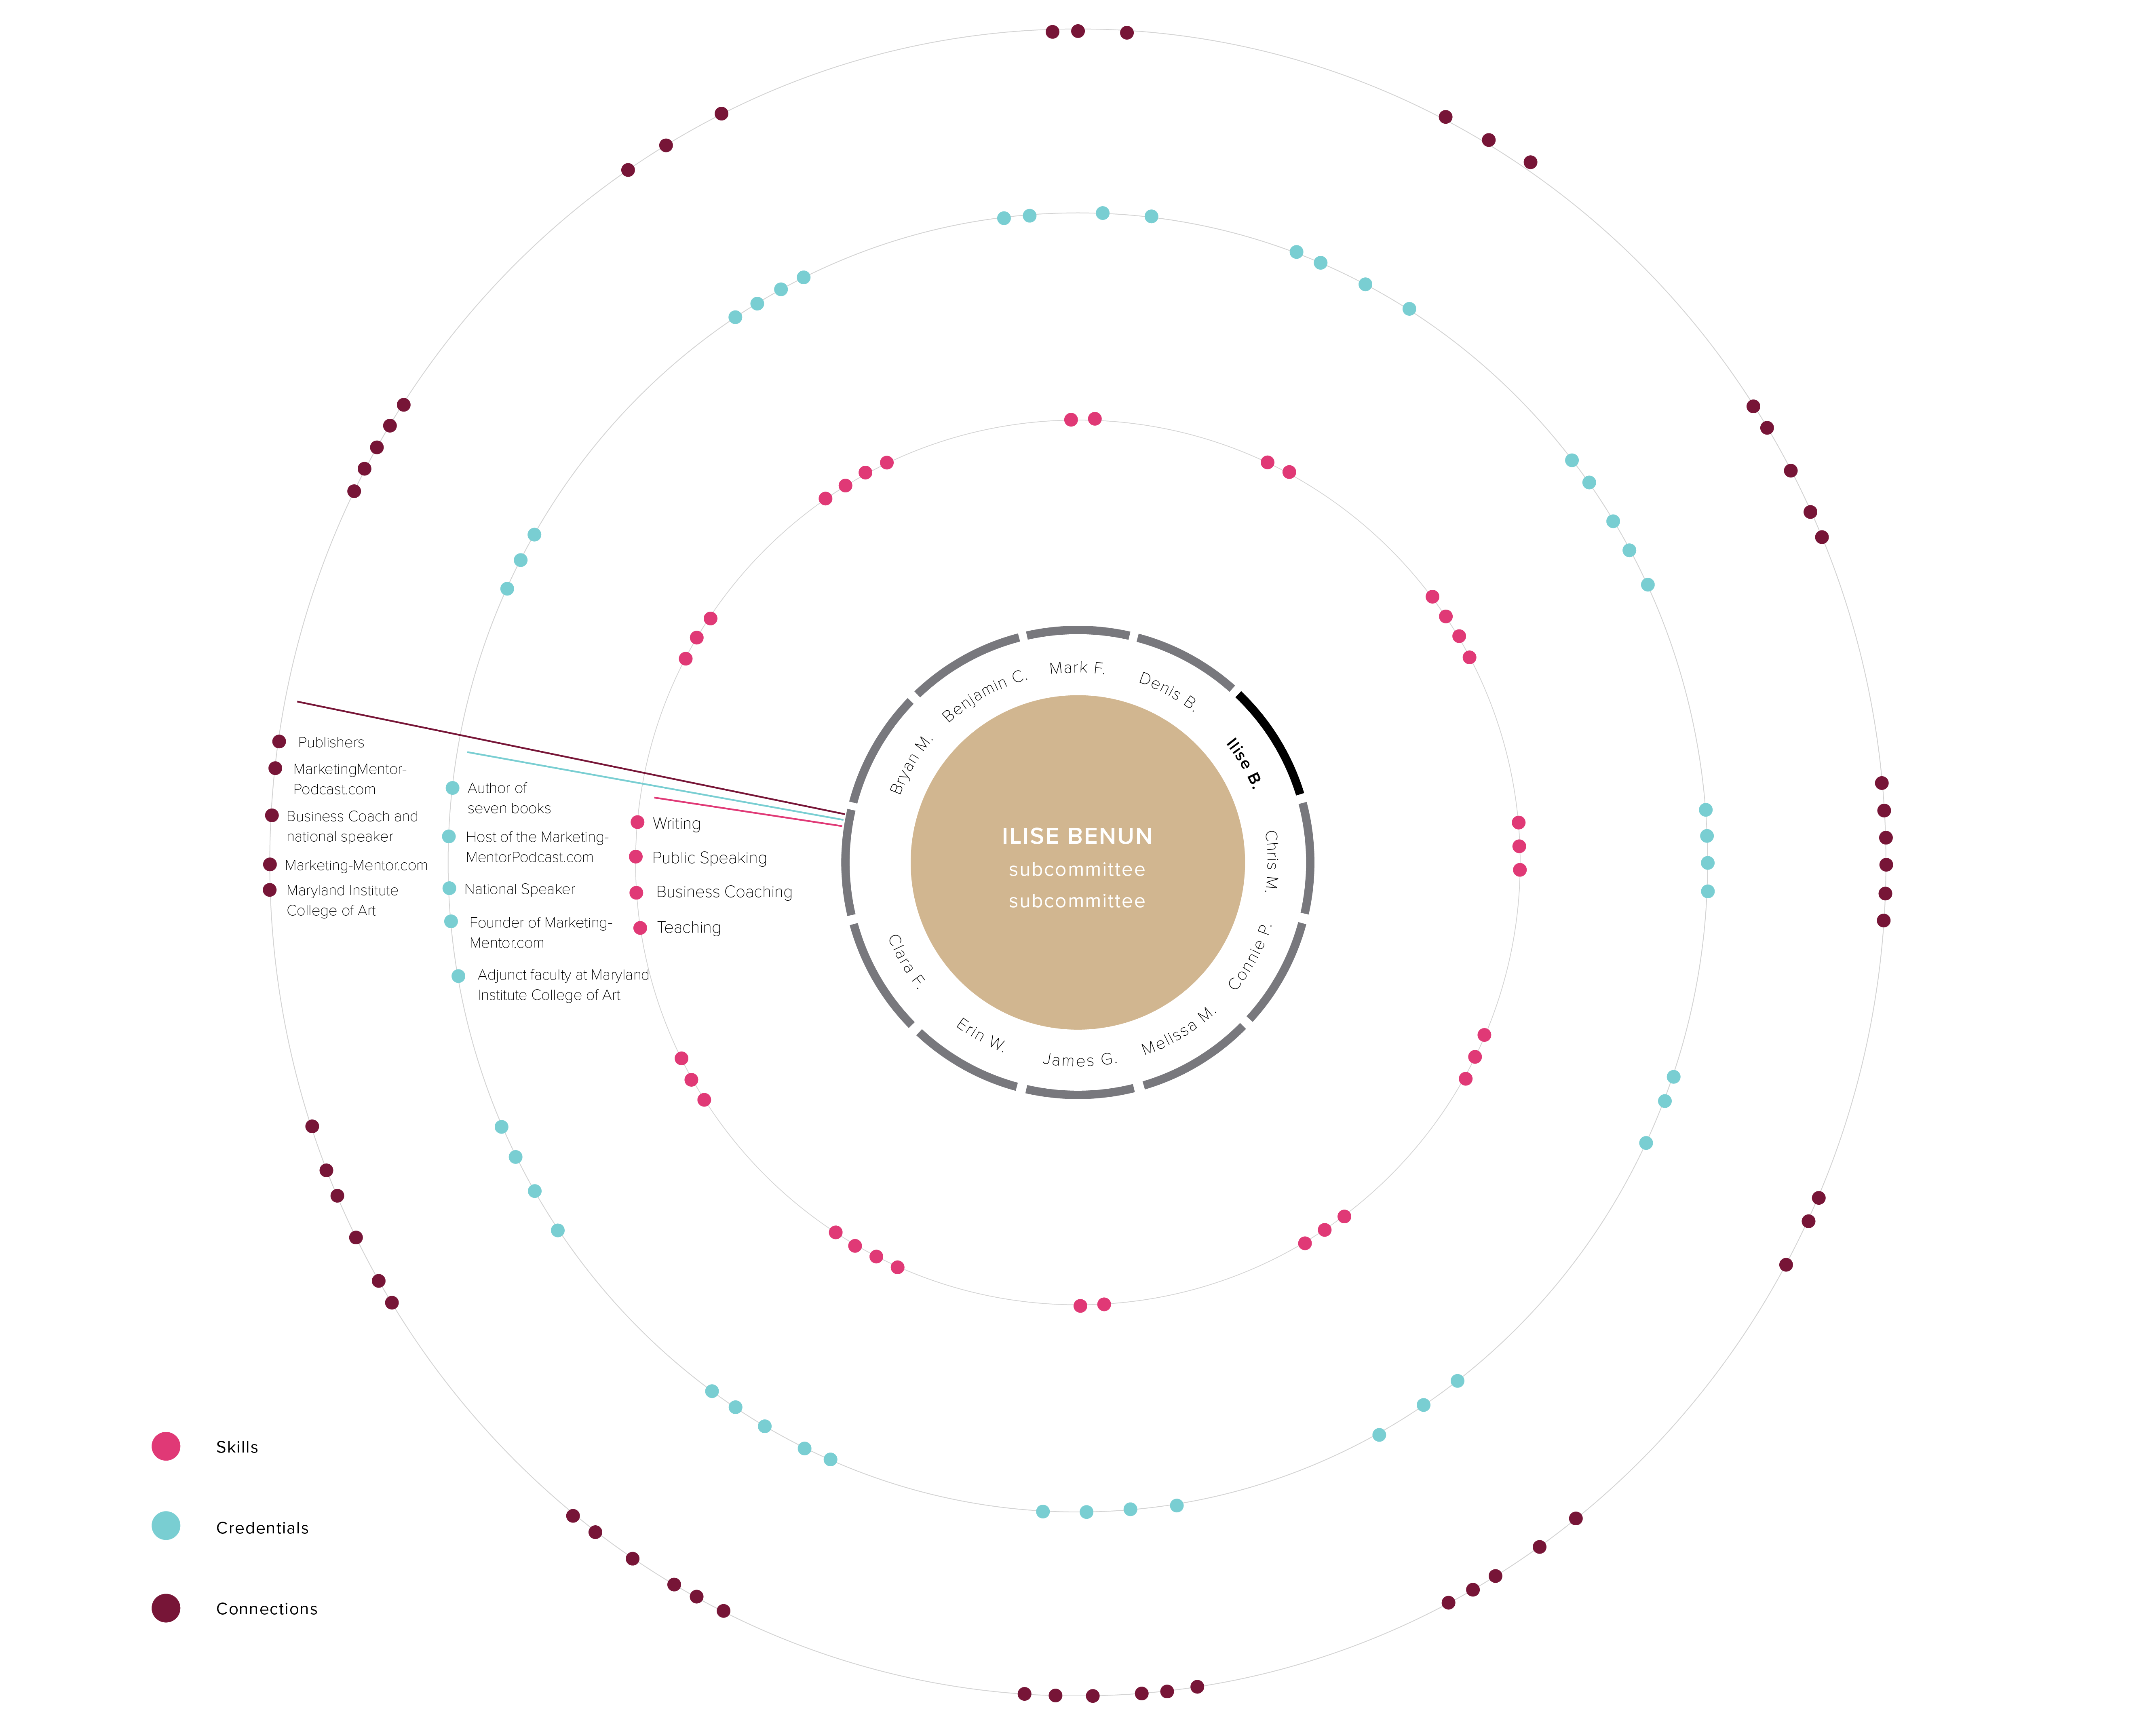 Mark F.
Denis B.
Ilise B.
Chris M.
Connie P.
Melissa M.
James G.
Erin W.
Clara F.
Bryan M.
Benjamin C.
ILISE BENUN
subcommittee
subcommittee
Publishers
MarketingMentor-
Podcast.com
Business Coach and
national speaker
Marketing-Mentor.com
Maryland Institute
College of Art
Author of
seven books
Host of the Marketing-
MentorPodcast.com
National Speaker
Founder of Marketing-
Mentor.com
Adjunct faculty at Maryland
Institute College of Art
Writing
Public Speaking
Business Coaching
Teaching
Skills
Credentials
Connections